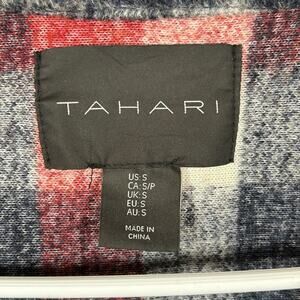 TAHARI
US:S
CA:S/P
UK:S
EU:S
AU:S
MADE IN
CHINA